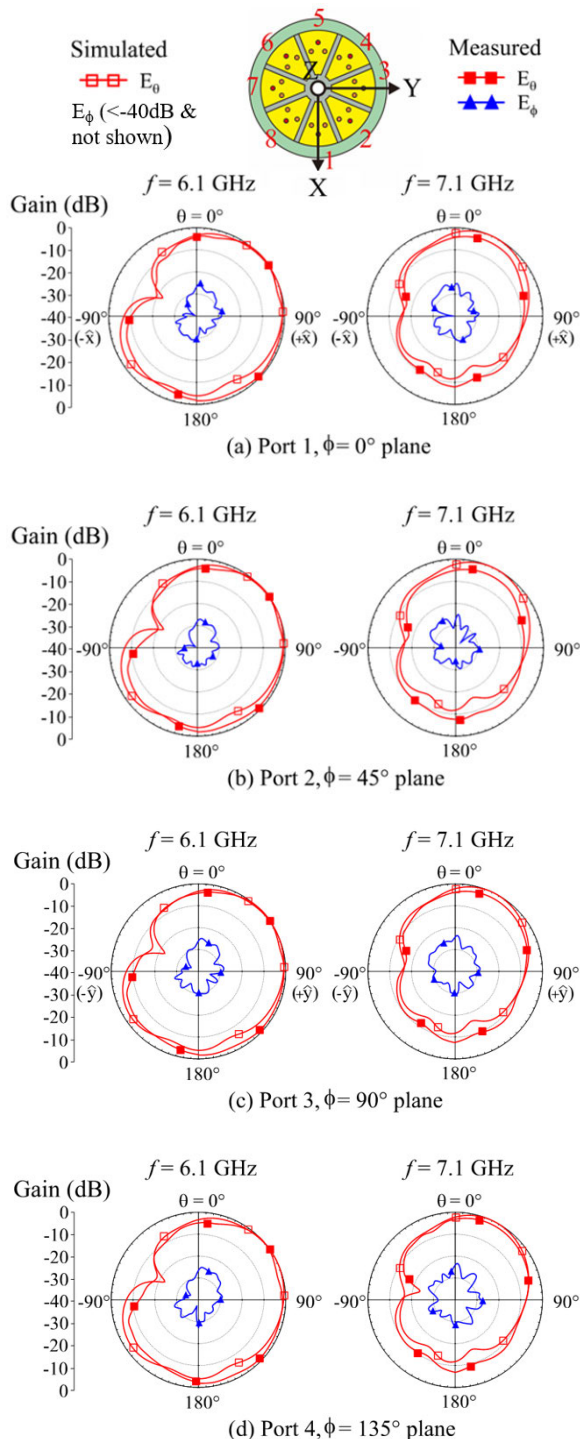 Simulated
E_θ
E_ϕ (<-40dB &
not shown)
5
6
4
7
Z
3
Y
8
2
1
X
Measured
E_θ
E_ϕ
f = 6.1 GHz
f = 7.1 GHz
Gain (dB)
θ = 0°
θ = 0°
0
-10
-20
-30
-90° -40 90° -90° 90°
(-x̂) (+x̂) (-x̂) (+x̂)
-30
-20
-10
0
180° 180°
(a) Port 1, ϕ= 0° plane
f = 6.1 GHz
f = 7.1 GHz
Gain (dB)
θ = 0°
θ = 0°
0
-10
-20
-30
-90° -40 90° -90° 90°
-30
-20
-10
0
180° 180°
(b) Port 2, ϕ= 45° plane
f = 6.1 GHz
f = 7.1 GHz
Gain (dB)
θ = 0°
θ = 0°
0
-10
-20
-30
-90° -40 90° -90° 90°
(-ŷ) (+ŷ) (-ŷ) (+ŷ)
-30
-20
-10
0
180° 180°
(c) Port 3, ϕ= 90° plane
f = 6.1 GHz
f = 7.1 GHz
Gain (dB)
θ = 0°
θ = 0°
0
-10
-20
-30
-90° -40 90° -90° 90°
-30
-20
-10
0
180° 180°
(d) Port 4, ϕ= 135° plane